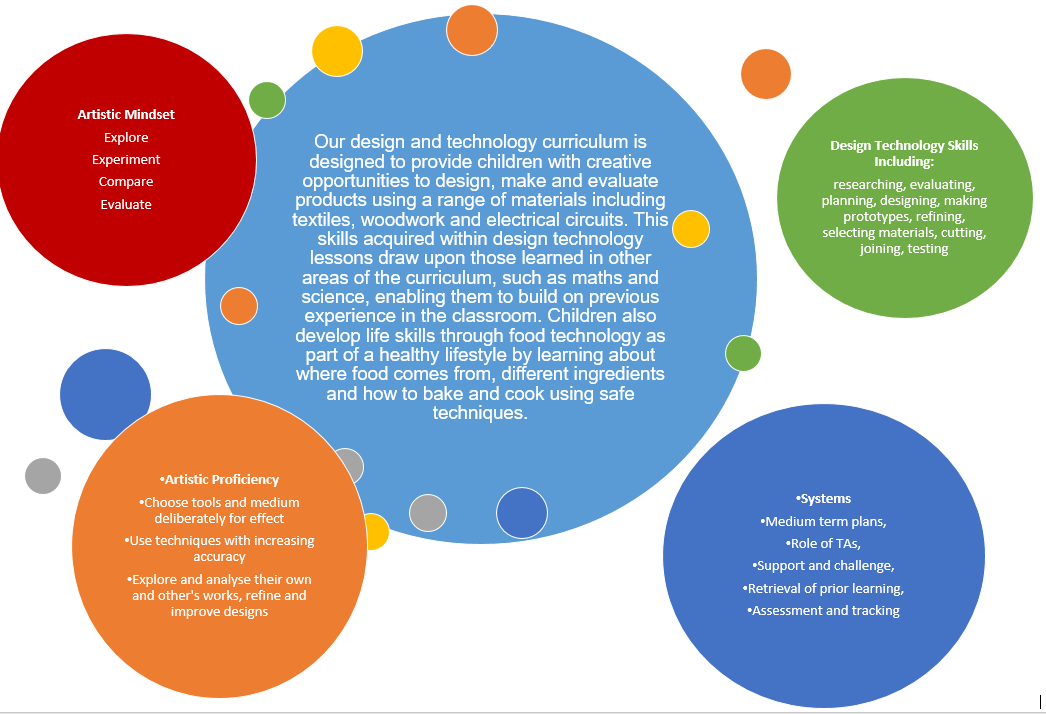 Artistic Mindset
Explore
Experiment
Compare
Evaluate
Our design and technology curriculum is
designed to provide children with creative
opportunities to design, make and evaluate
products using a range of materials including
textiles, woodwork and electrical circuits. This
skills acquired within design technology
lessons draw upon those learned in other
areas of the curriculum, such as maths and
science, enabling them to build on previous
experience in the classroom. Children also
develop life skills through food technology as
part of a healthy lifestyle by learning about
where food comes from, different ingredients
and how to bake and cook using safe
techniques.
Design Technology Skills
Including:
researching, evaluating,
planning, designing, making
prototypes, refining,
selecting materials, cutting,
joining, testing
•Artistic Proficiency
•Choose tools and medium
deliberately for effect
•Use techniques with increasing
accuracy
•Explore and analyse their own
and other's works, refine and
improve designs
•Systems
•Medium term plans,
•Role of TAs,
•Support and challenge,
•Retrieval of prior learning,
•Assessment and tracking